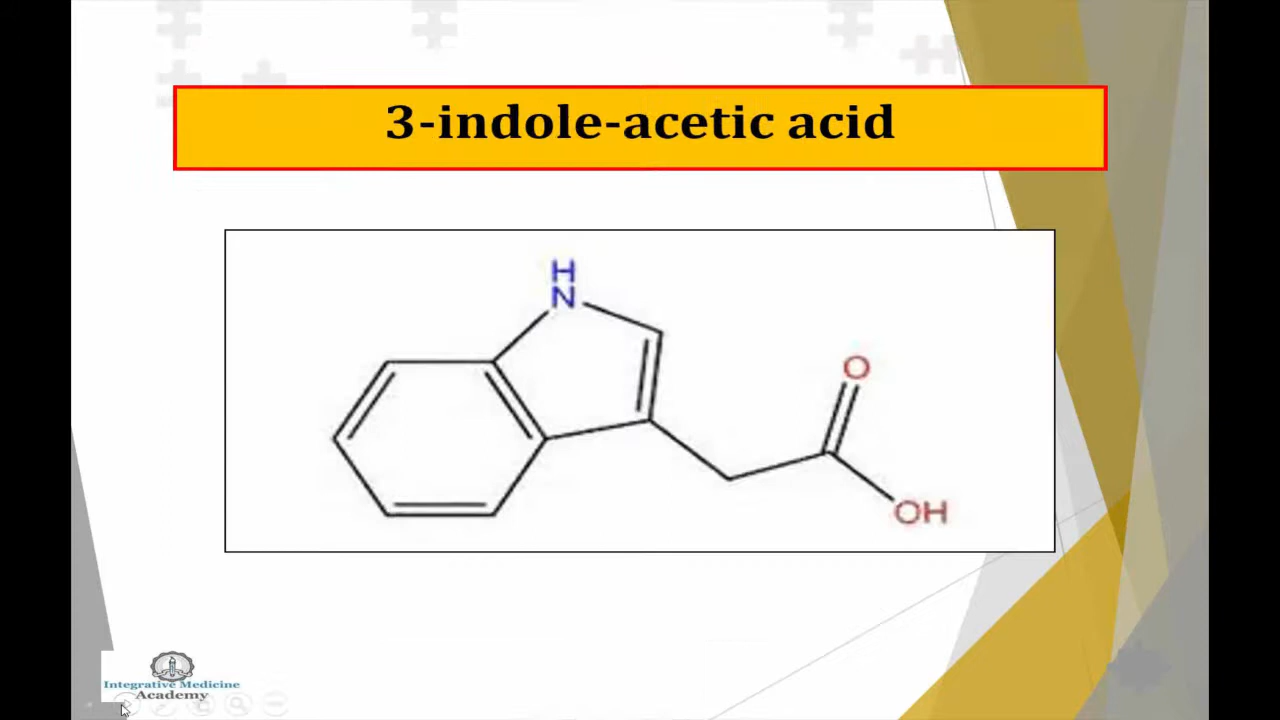 3-indole-acetic acid
H
N
O
OH
Integrative Medicine
Academy